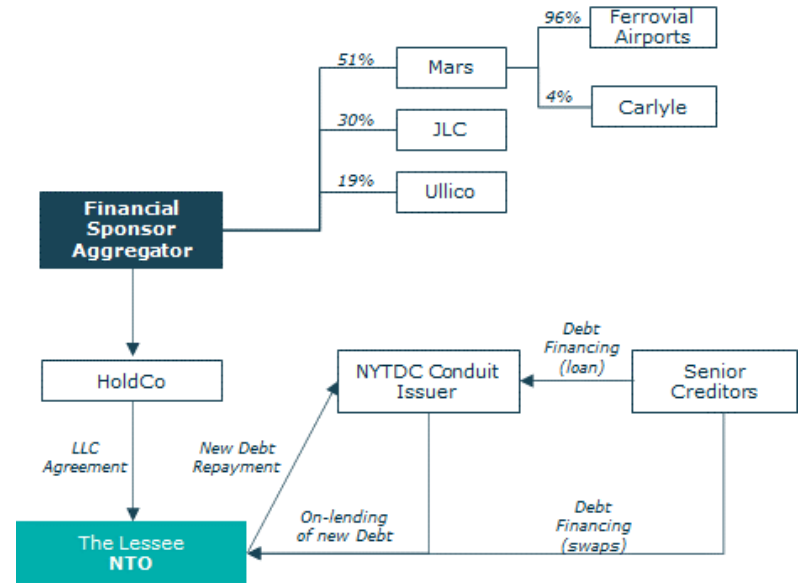 96%
Ferrovial
Airports
51%
Mars
4%
Carlyle
30%
JLC
19%
Ullico
Financial
Sponsor
Aggregator
HoldCo
NYTDC Conduit
Issuer
Debt
Financing
(loan)
Senior
Creditors
LLC
Agreement
New Debt
Repayment
On-lending
of new Debt
Debt
Financing
(swaps)
The Lessee
NTO